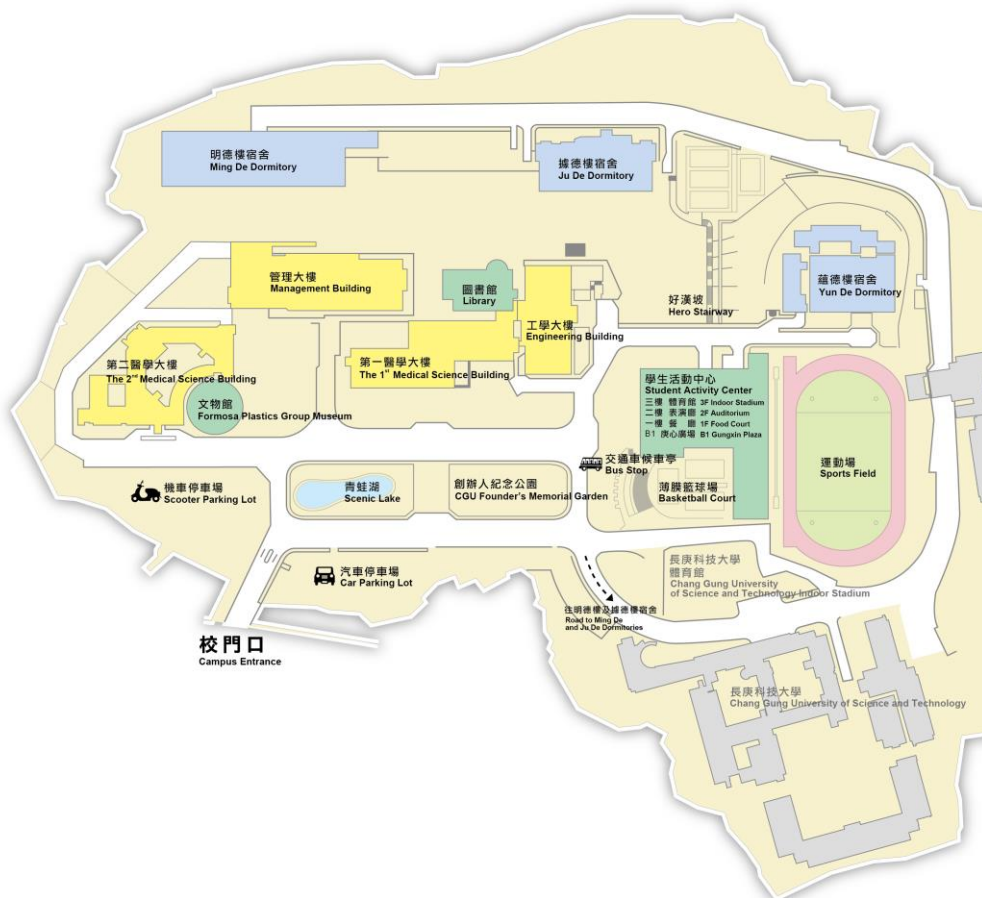 明德樓宿舍
Ming De Dormitory
據德樓宿舍
Ju De Dormitory
管理大樓
Management Building
圖書館
Library
工學大樓
Engineering Building
好漢坡
Hero Stairway
蘊德樓宿舍
Yun De Dormitory
第二醫學大樓
The 2nd Medical Science Building
文物館
Formosa Plastics Group Museum
第一醫學大樓
The 1st Medical Science Building
學生活動中心
Student Activity Center
三樓 體育館 3F Indoor Stadium
二樓 表演廳 2F Auditorium
一樓 餐 廳 1F Food Court
B1 庚心廣場 B1 Gungxin Plaza
交通車候車亭
Bus Stop
薄膜籃球場
Basketball Court
運動場
Sports Field
機車停車場
Scooter Parking Lot
青蛙湖
Scenic Lake
創辦人紀念公園
CGU Founder's Memorial Garden
汽車停車場
Car Parking Lot
長庚科技大學
體育館
Chang Gung University
of Science and Technology Indoor Stadium
往明德樓及據德樓宿舍
Road to Ming De
and Ju De Dormitories
校門口
Campus Entrance
長庚科技大學
Chang Gung University of Science and Technology